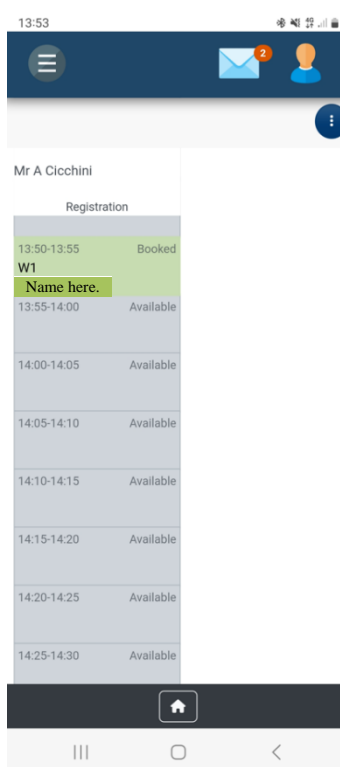 13:53
2
Mr A Cicchini
Registration
13:50-13:55 Booked
W1
Name here.
13:55-14:00 Available
14:00-14:05 Available
14:05-14:10 Available
14:10-14:15 Available
14:15-14:20 Available
14:20-14:25 Available
14:25-14:30 Available